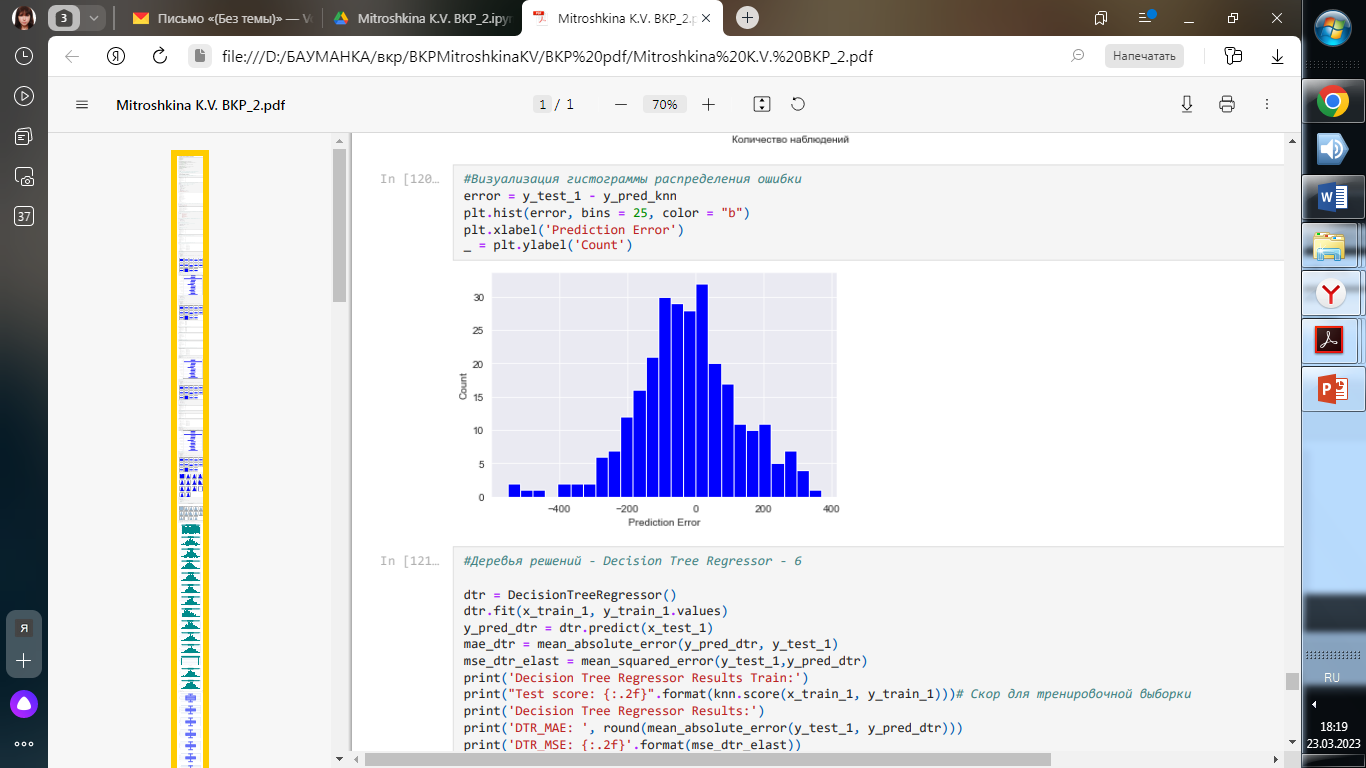 3
Письмо «(Без темы)» — Vo
Mitroshkina K.V. ВКР_2.ipyn
Mitroshkina K.V. ВКР_2.p
file:///D:/БАУМАНКА/вкр/ВКРMitroshkinaKV/ВКР%20pdf/Mitroshkina%20K.V.%20ВКР_2.pdf
Напечатать
Mitroshkina K.V. ВКР_2.pdf
1 / 1
70%
37
Количество наблюдений
In [120…
#Визуализация гистограммы распределения ошибки
error = y_test_1 - y_pred_knn
plt.hist(error, bins = 25, color = "b")
plt.xlabel('Prediction Error')
_ = plt.ylabel('Count')
30
25
20
15
10
5
0
Count
−400
−200
0
200
400
Prediction Error
In [121…
#Деревья решений - Decision Tree Regressor - 6
dtr = DecisionTreeRegressor()
dtr.fit(x_train_1, y_train_1.values)
y_pred_dtr = dtr.predict(x_test_1)
mae_dtr = mean_absolute_error(y_pred_dtr, y_test_1)
mse_dtr_elast = mean_squared_error(y_test_1,y_pred_dtr)
print('Decision Tree Regressor Results Train:')
print("Test score: {:.2f}".format(knn.score(x_train_1, y_train_1)))# Скор для тренировочной выборки
print('Decision Tree Regressor Results:')
print('DTR_MAE: ', round(mean_absolute_error(y_test_1, y_pred_dtr)))
print('DTR_MSE: {:.2f}'.format(mse_dtr_elast))
Я
RU
18:19
23.03.2023